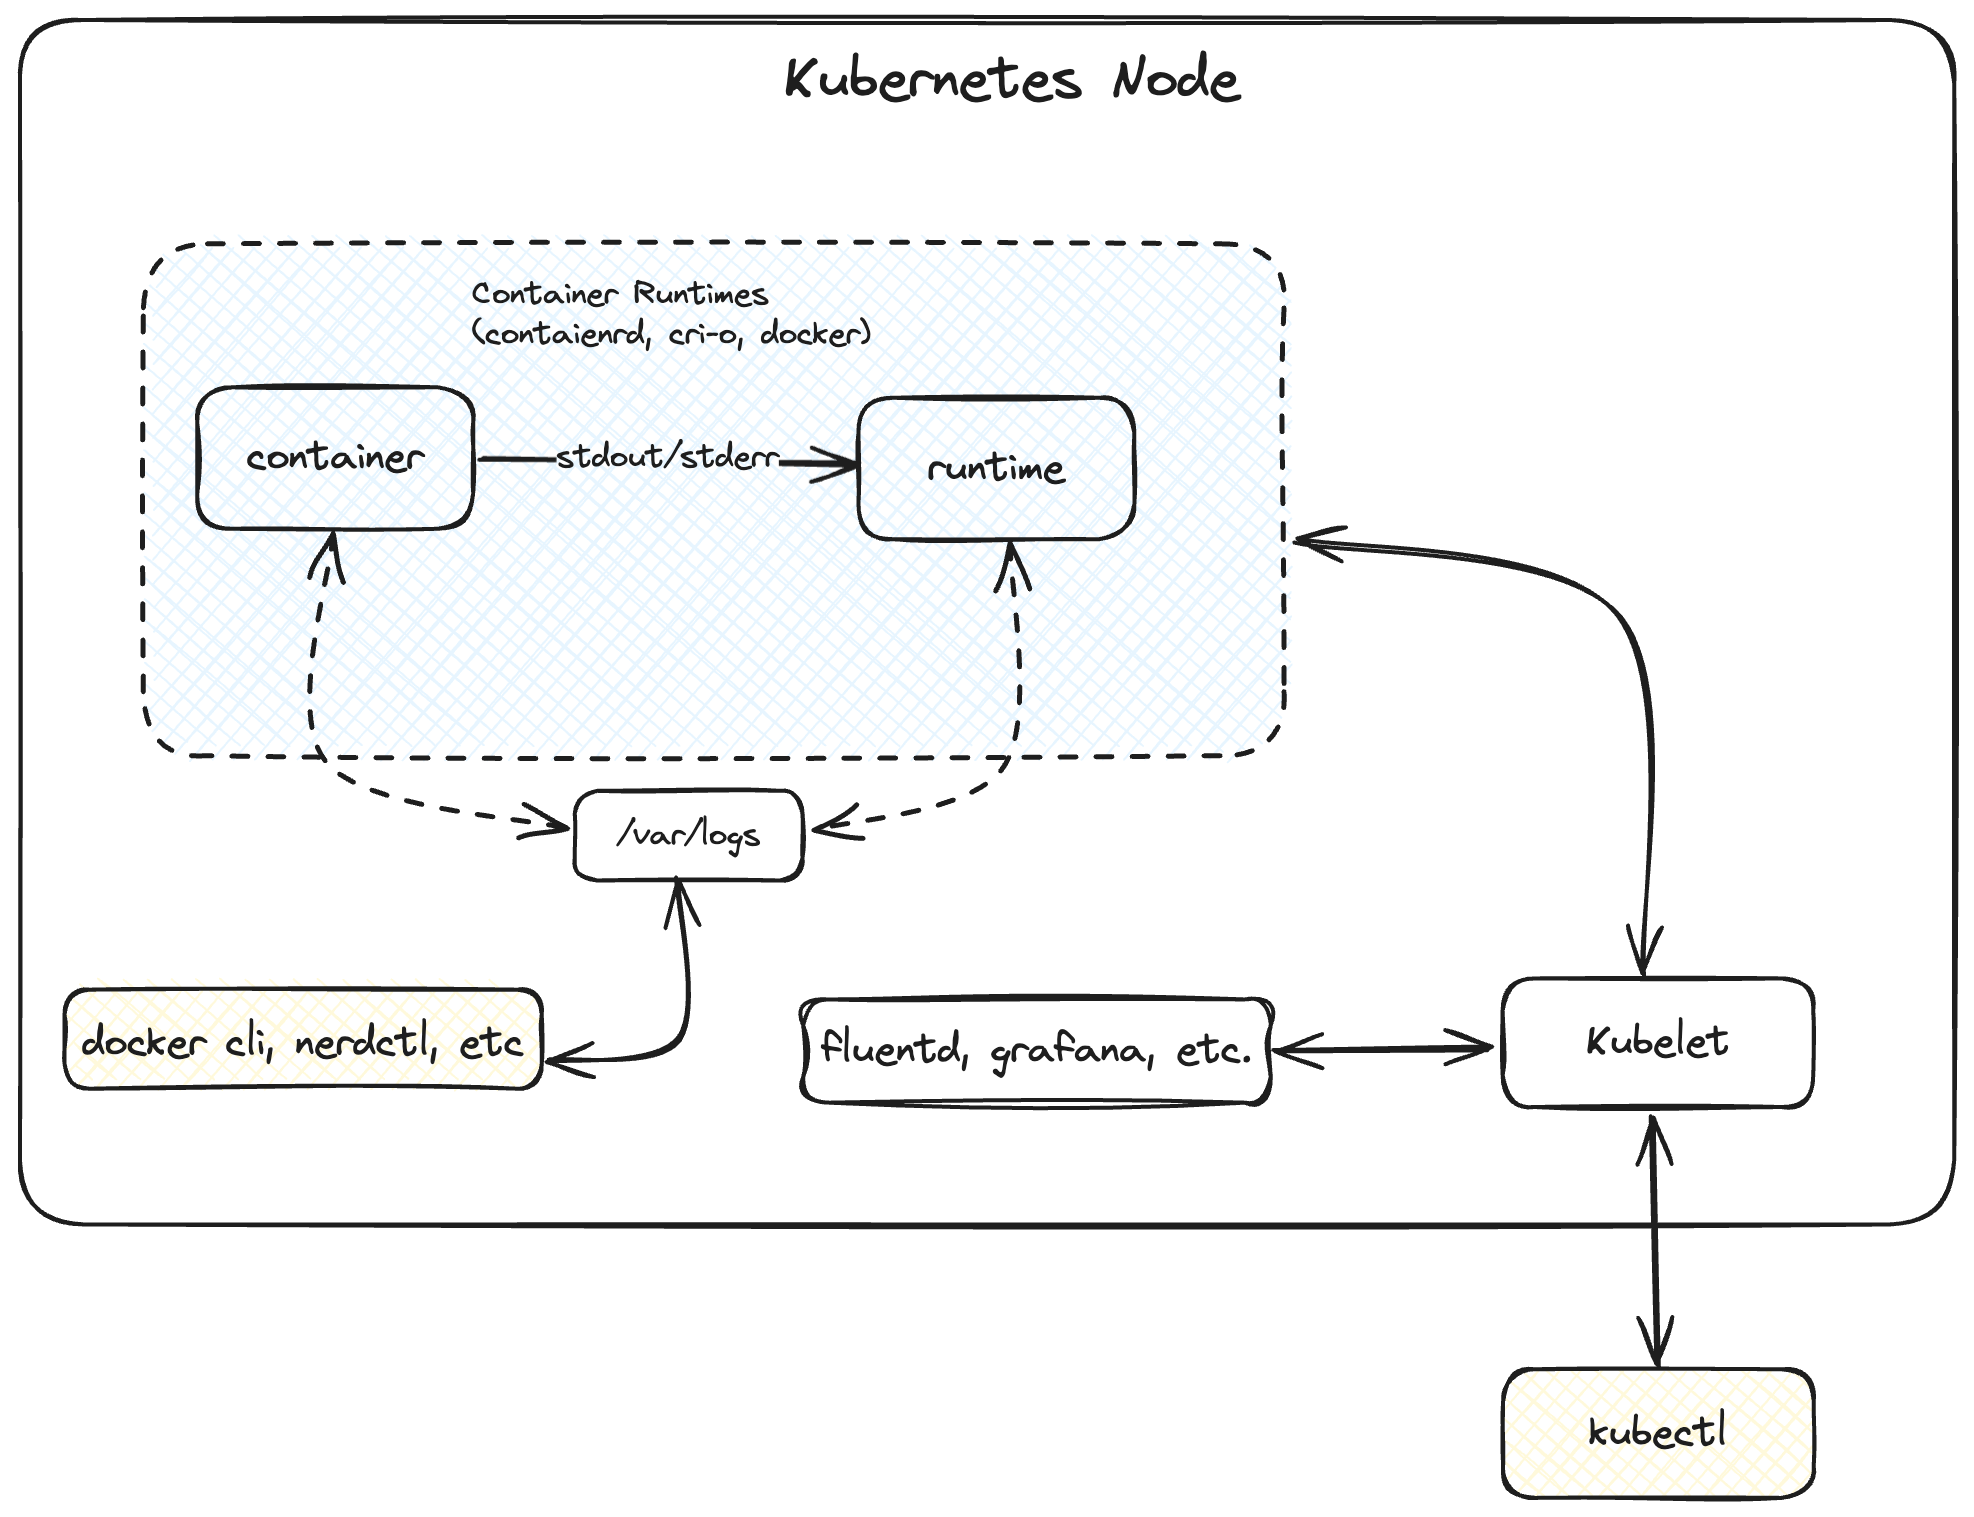 Kubernetes Node
Container Runtimes
(contaienrd, cri-o, docker)
container
stdout/stderr
runtime
/var/logs
docker cli, nerdctl, etc
fluentd, grafana, etc.
Kubelet
kubectl